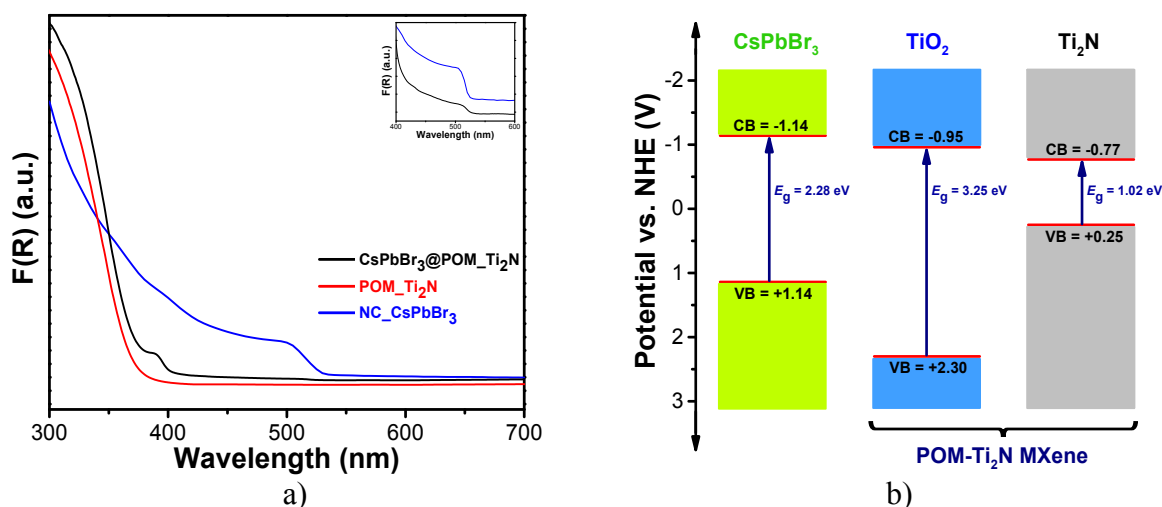 F(R) (a.u.)
Wavelength (nm)
300
400
500
600
700
CsPbBr3@POM_Ti2N
POM_Ti2N
NC_CsPbBr3
F(R) (a.u.)
400
500
600
Wavelength (nm)
a)
Potential vs. NHE (V)
-2
-1
0
1
2
3
CsPbBr3
TiO2
Ti2N
CB = -1.14
CB = -0.95
CB = -0.77
Eg = 2.28 eV
Eg = 3.25 eV
Eg = 1.02 eV
VB = +0.25
VB = +1.14
VB = +2.30
POM-Ti2N MXene
b)